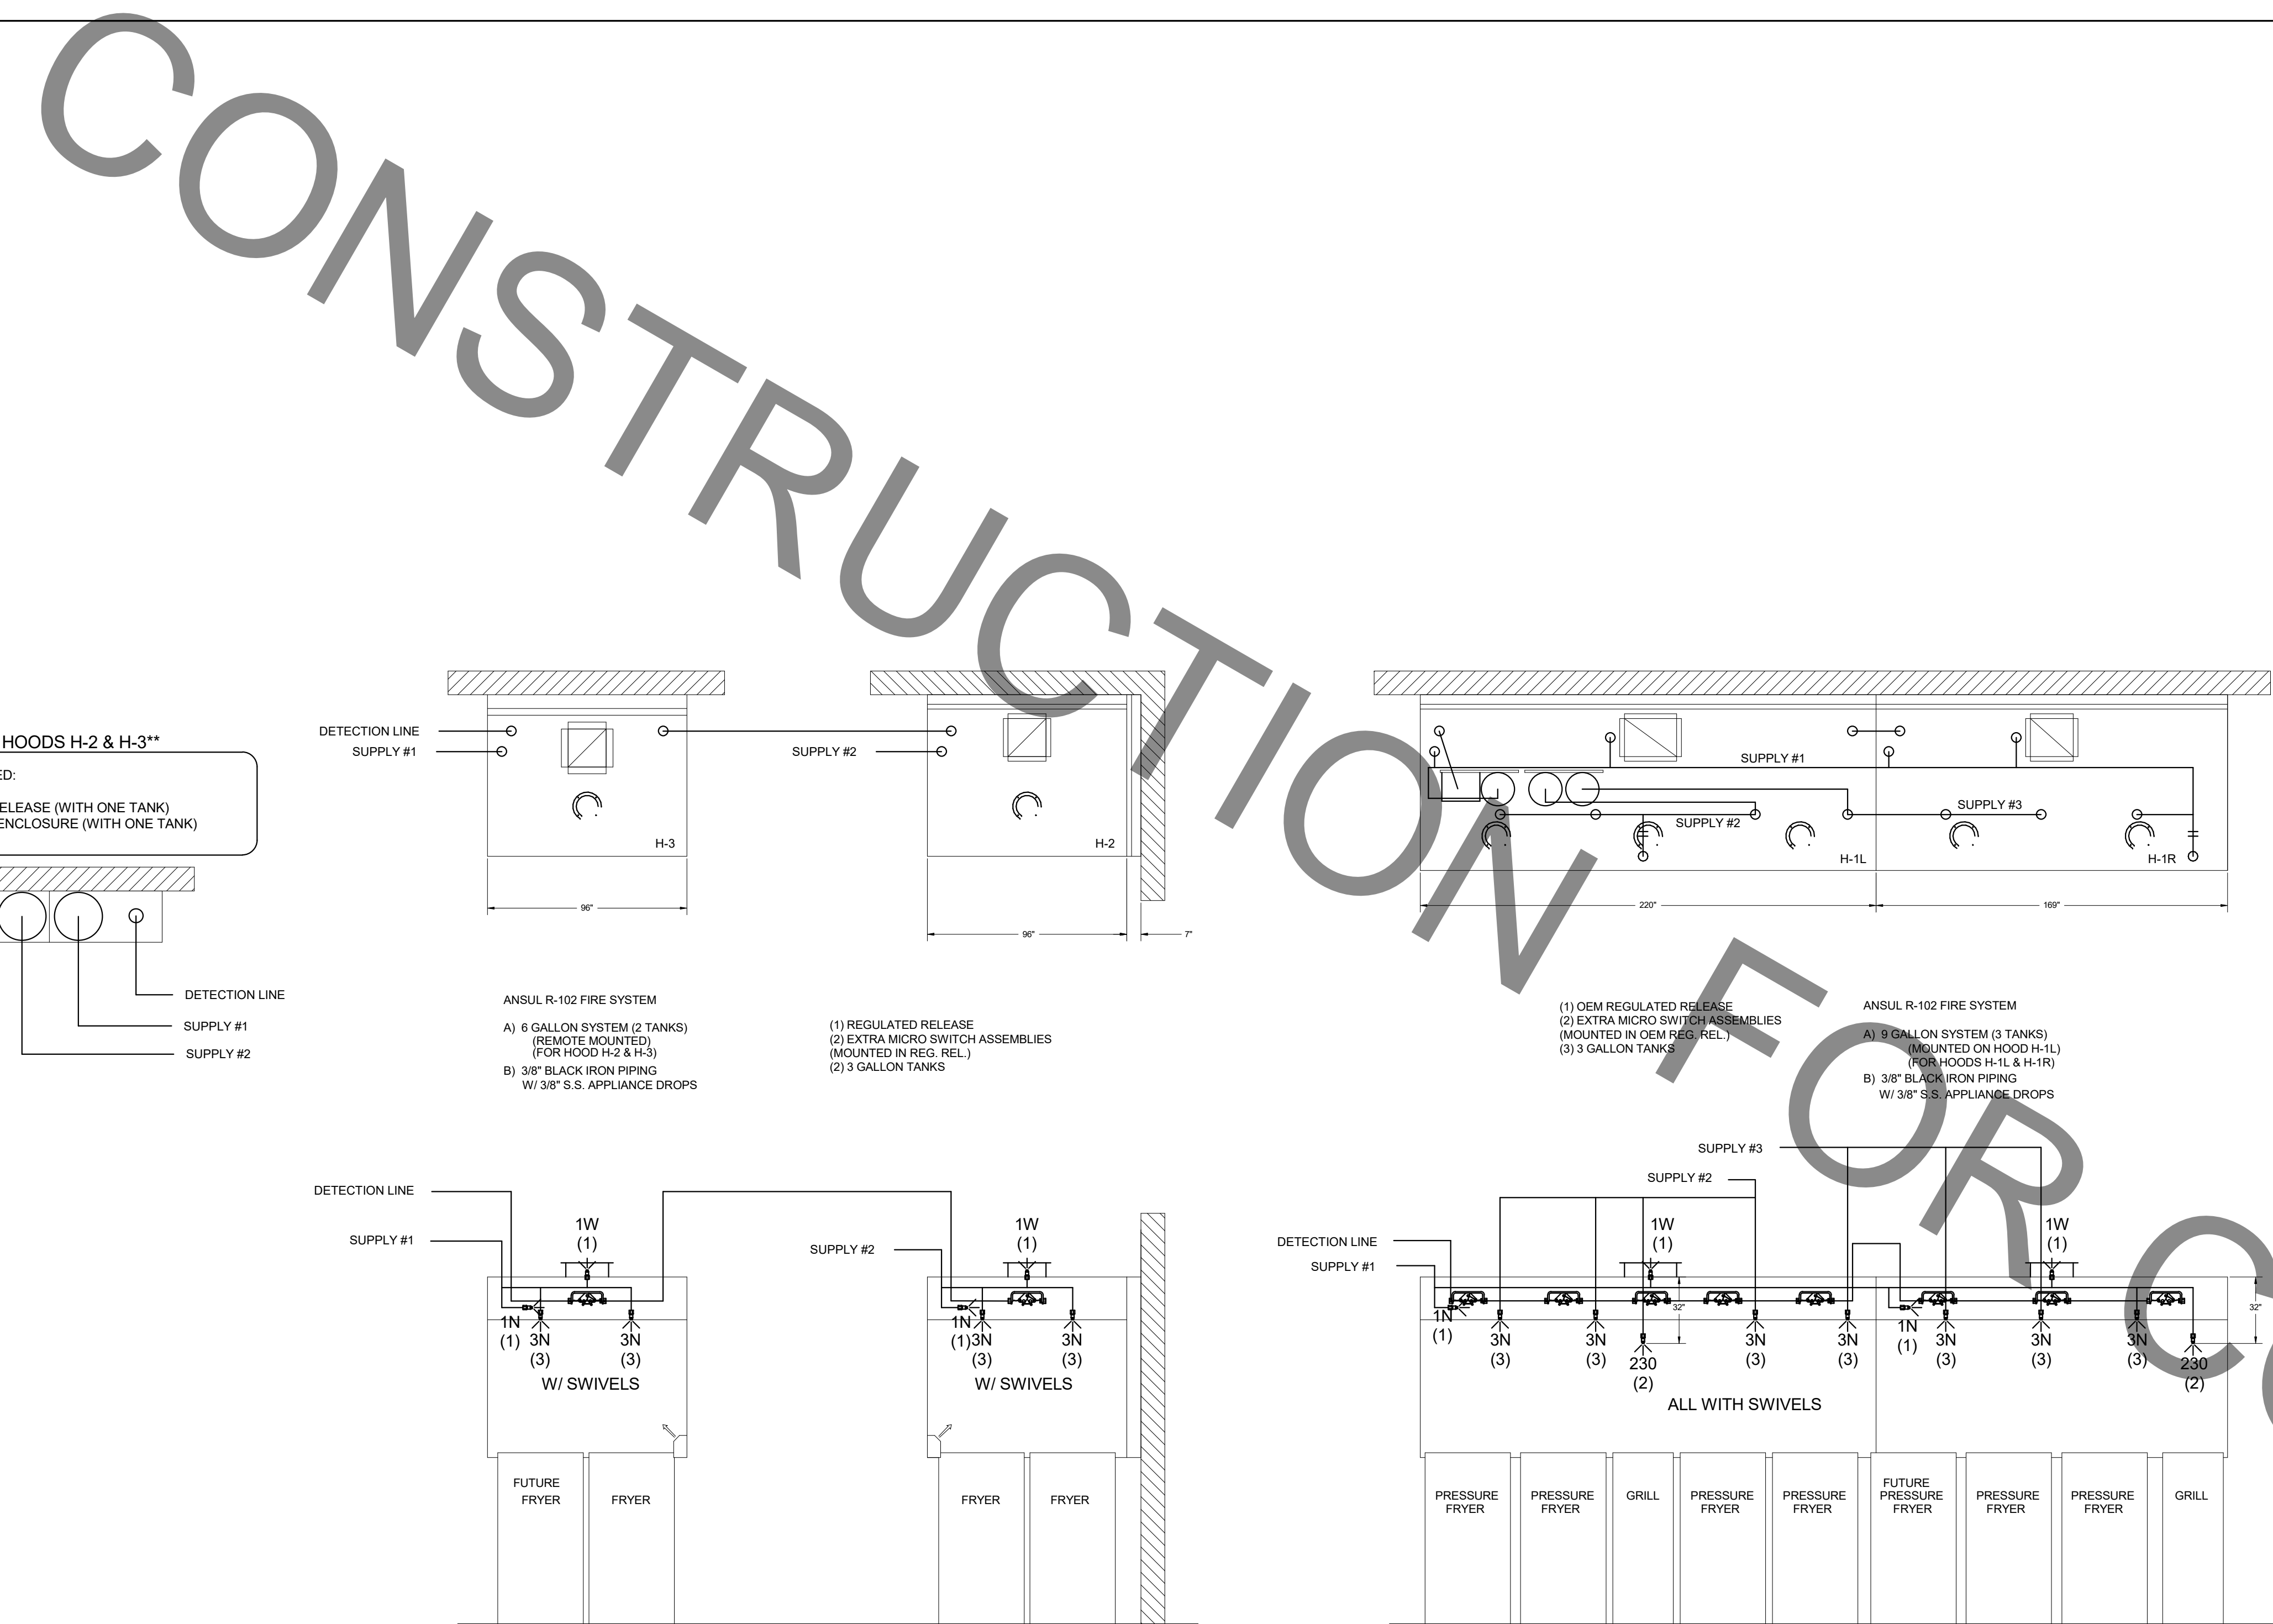 CONSTRUCTION FOR CO
HOODS H-2 & H-3**
ED:
ELEASE (WITH ONE TANK)
ENCLOSURE (WITH ONE TANK)
DETECTION LINE
SUPPLY #1
SUPPLY #2
DETECTION LINE
SUPPLY #1
H-3
96"
SUPPLY #2
H-2
96"
7"
SUPPLY #1
SUPPLY #3
SUPPLY #2
H-1L
H-1R
220"
169"
ANSUL R-102 FIRE SYSTEM
A) 6 GALLON SYSTEM (2 TANKS)
(REMOTE MOUNTED)
(FOR HOOD H-2 & H-3)
B) 3/8" BLACK IRON PIPING
W/ 3/8" S.S. APPLIANCE DROPS
(1) REGULATED RELEASE
(2) EXTRA MICRO SWITCH ASSEMBLIES
(MOUNTED IN REG. REL.)
(2) 3 GALLON TANKS
(1) OEM REGULATED RELEASE
(2) EXTRA MICRO SWITCH ASSEMBLIES
(MOUNTED IN OEM REG. REL.)
(3) 3 GALLON TANKS
ANSUL R-102 FIRE SYSTEM
A) 9 GALLON SYSTEM (3 TANKS)
(MOUNTED ON HOOD H-1L)
(FOR HOODS H-1L & H-1R)
B) 3/8" BLACK IRON PIPING
W/ 3/8" S.S. APPLIANCE DROPS
DETECTION LINE
SUPPLY #1
1W
(1)
1N
(1)
3N
(3)
3N
(3)
W/ SWIVELS
FUTURE
FRYER
FRYER
SUPPLY #2
1W
(1)
1N
(1)
3N
(3)
3N
(3)
W/ SWIVELS
FRYER
FRYER
SUPPLY #3
SUPPLY #2
DETECTION LINE
SUPPLY #1
1W
(1)
1W
(1)
32"
32"
1N
(1)
3N
(3)
3N
(3)
230
(2)
3N
(3)
3N
(3)
1N
(1)
3N
(3)
3N
(3)
3N
(3)
230
(2)
ALL WITH SWIVELS
PRESSURE
FRYER
PRESSURE
FRYER
GRILL
PRESSURE
FRYER
PRESSURE
FRYER
FUTURE
PRESSURE
FRYER
PRESSURE
FRYER
PRESSURE
FRYER
GRILL